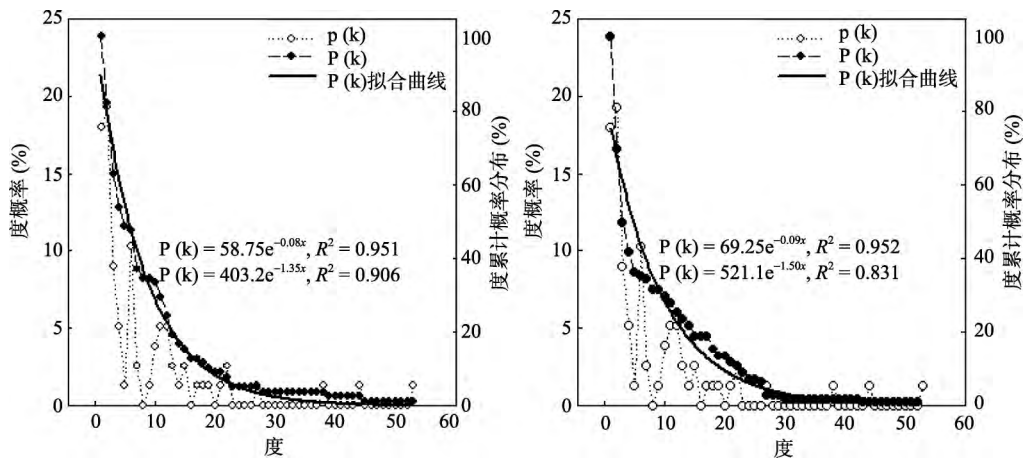 25
20
15
10
5
0
度概率 (%)
p (k)
P (k)
P (k)拟合曲线
P (k) = 58.75e^−0.08x, R² = 0.951
P (k) = 403.2e^−1.35x, R² = 0.906
100
80
60
40
20
0
度累计概率分布 (%)
0 10 20 30 40 50 60
度
25
20
15
10
5
0
度概率 (%)
p (k)
P (k)
P (k)拟合曲线
P (k) = 69.25e^−0.09x, R² = 0.952
P (k) = 521.1e^−1.50x, R² = 0.831
100
80
60
40
20
0
度累计概率分布 (%)
0 10 20 30 40 50 60
度